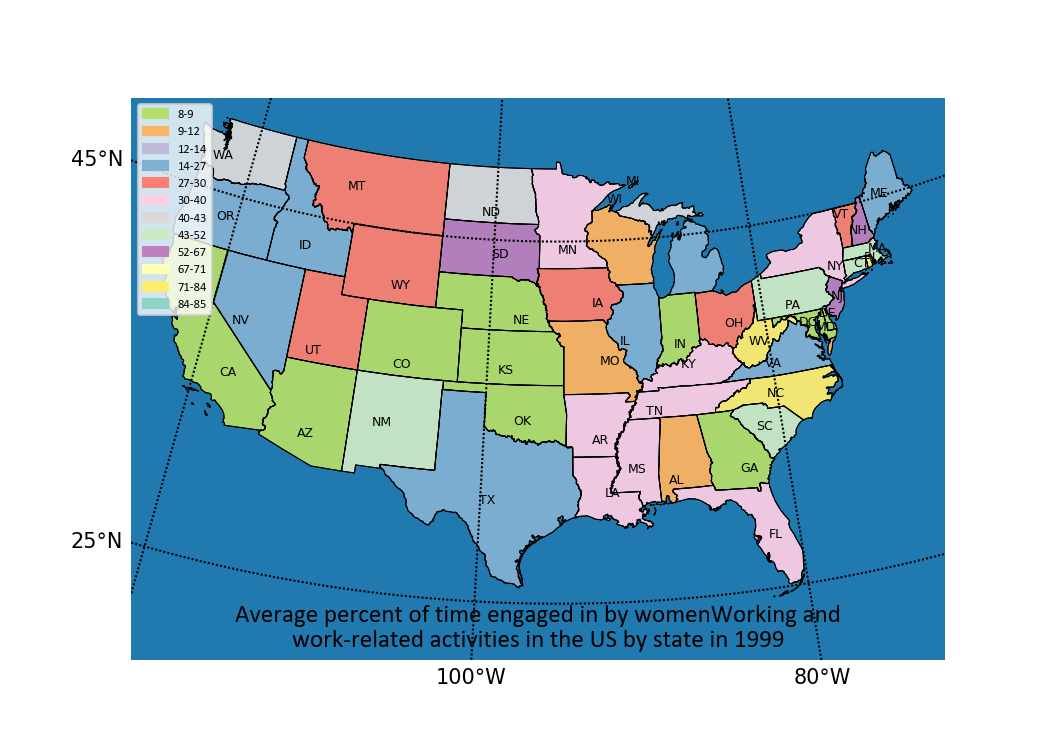 8-9
9-12
12-14
14-27
27-30
30-40
40-43
43-52
52-67
67-71
71-84
84-85
45°N
25°N
100°W
80°W
WA
OR
ID
MT
ND
MN
WI
MI
ME
VT
NH
MA
CT
NY
NJ
PA
SD
WY
NV
UT
CA
AZ
CO
NM
NE
KS
OK
TX
IA
MO
AR
LA
IL
IN
OH
KY
TN
MS
AL
GA
FL
SC
NC
VA
WV
DC
MD
DE
Average percent of time engaged in by womenWorking and
work-related activities in the US by state in 1999